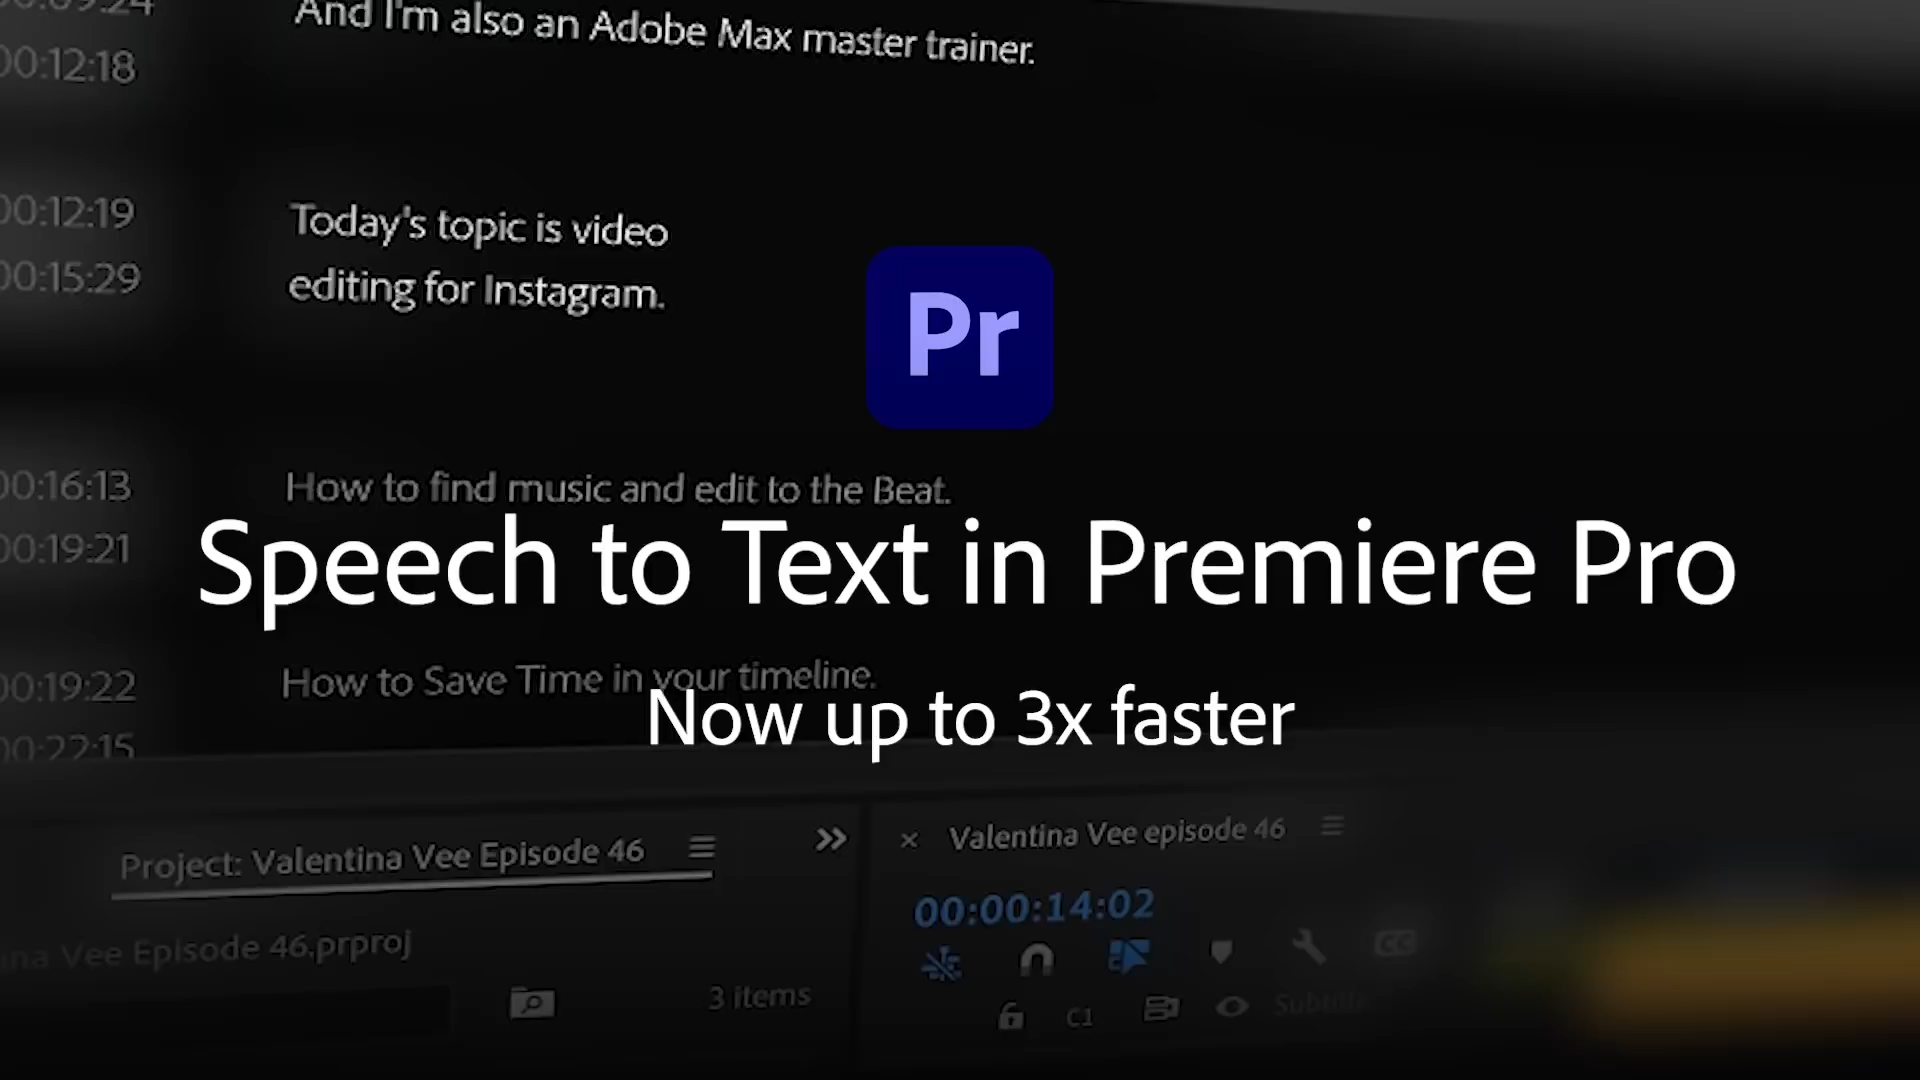 And I'm also an Adobe Max master trainer.
00:12:18
00:12:19
Today's topic is video
00:15:29
editing for Instagram.
Pr
00:16:13
How to find music and edit to the Beat.
Speech to Text in Premiere Pro
00:19:21
00:19:22
How to Save Time in your timeline.
Now up to 3x faster
00:22:15
Project: Valentina Vee Episode 46
Valentina Vee episode 46
00:00:14:02
Vee Episode 46.prproj
CC
3 items
C1